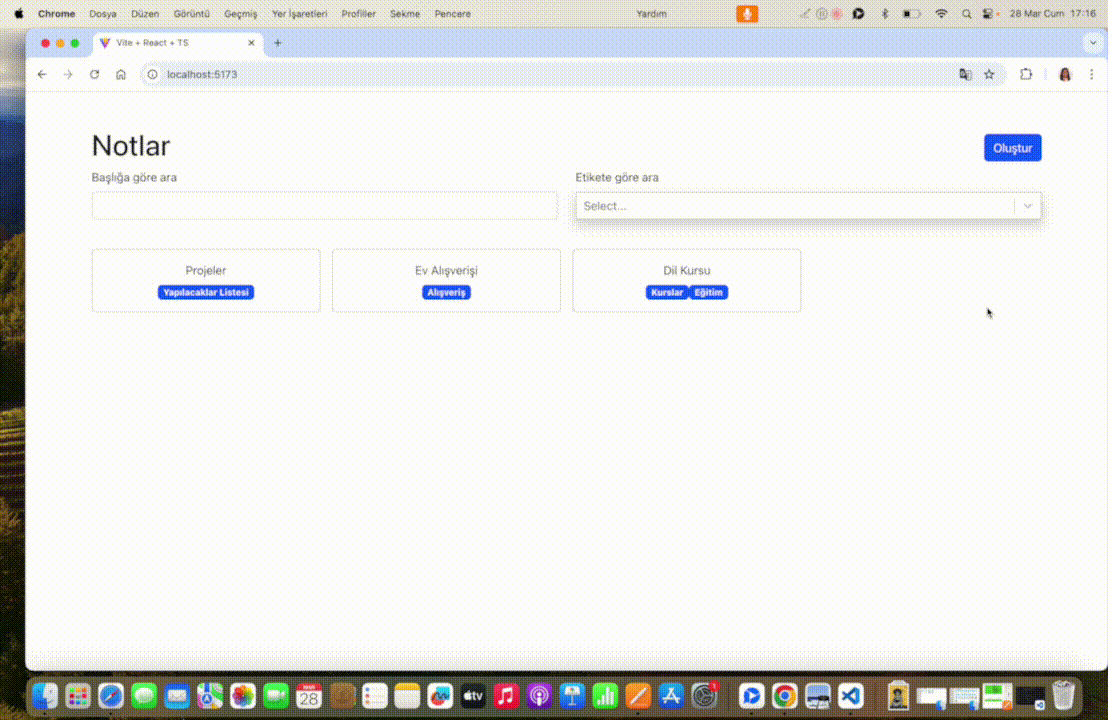 Chrome Dosya Düzen Görüntü Geçmiş Yer İşaretleri Profiller Sekme Pencere Yardım 28 Mar Cum 17:16
Vite + React + TS
localhost:5173
Notlar
Oluştur
Başlığa göre ara
Etikete göre ara
Select...
Projeler
Yapılacaklar Listesi
Ev Alışverişi
Alışveriş
Dil Kursu
Kurslar Eğitim
28
tv